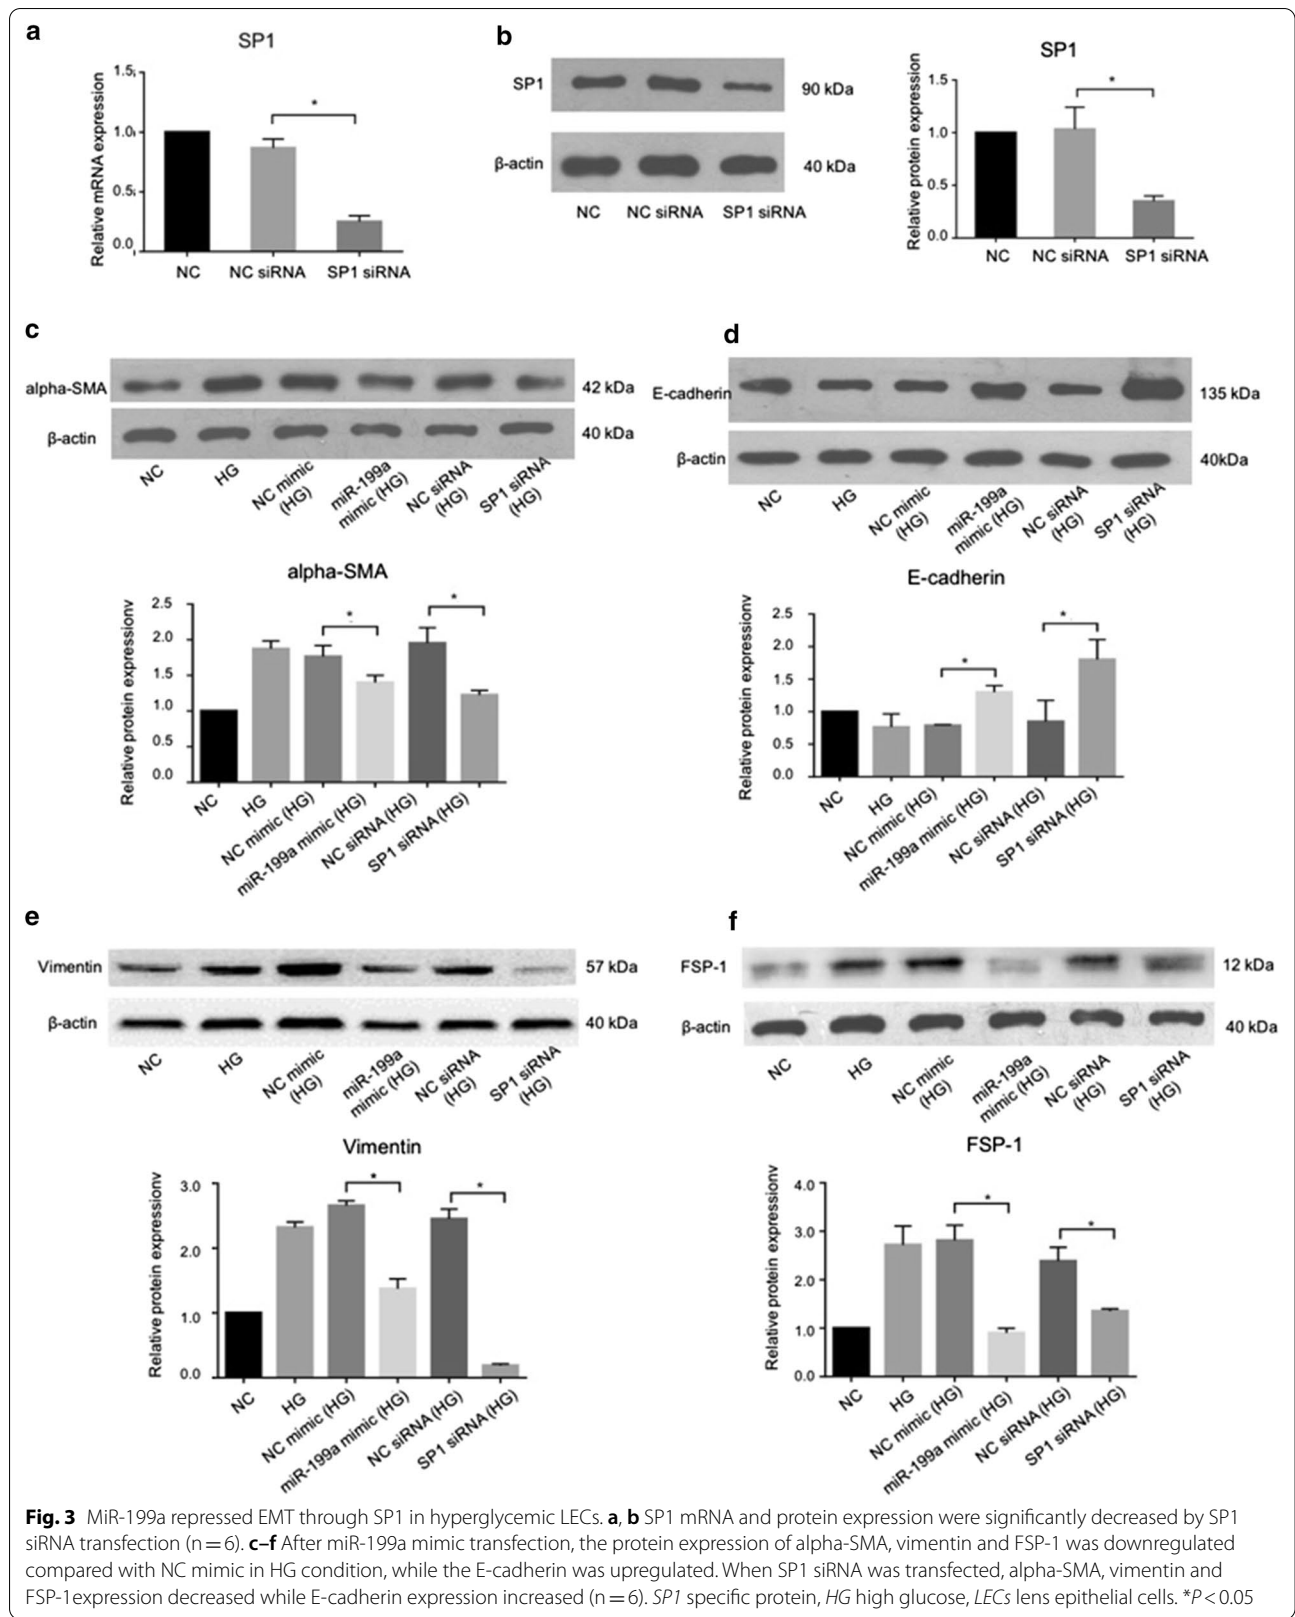 a
SP1
Relative mRNA expression
1.5
1.0
0.5
0.0
*
NC
NC siRNA
SP1 siRNA
b
SP1
90 kDa
β-actin
40 kDa
NC
NC siRNA
SP1 siRNA
SP1
Relative protein expression
1.5
1.0
0.5
0.0
*
NC
NC siRNA
SP1 siRNA
c
alpha-SMA
42 kDa
β-actin
40 kDa
NC
HG
NC mimic
(HG)
miR-199a
mimic (HG)
NC siRNA
(HG)
SP1 siRNA
(HG)
alpha-SMA
Relative protein expressionv
2.5
2.0
1.5
1.0
0.5
0.0
*
*
NC
HG
NC mimic (HG)
miR-199a mimic (HG)
NC siRNA (HG)
SP1 siRNA (HG)
d
E-cadherin
135 kDa
β-actin
40kDa
NC
HG
NC mimic
(HG)
miR-199a
mimic (HG)
NC siRNA
(HG)
SP1 siRNA
(HG)
E-cadherin
Relative protein expressionv
2.5
2.0
1.5
1.0
0.5
0.0
*
*
NC
HG
NC mimic (HG)
miR-199a mimic (HG)
NC siRNA (HG)
SP1 siRNA (HG)
e
Vimentin
57 kDa
β-actin
40 kDa
NC
HG
NC mimic
(HG)
miR-199a
mimic (HG)
NC siRNA
(HG)
SP1 siRNA
(HG)
Vimentin
Relative protein expressionv
3.0
2.0
1.0
0.0
*
*
NC
HG
NC mimic (HG)
miR-199a mimic (HG)
NC siRNA (HG)
SP1 siRNA (HG)
f
FSP-1
12 kDa
β-actin
40 kDa
NC
HG
NC mimic
(HG)
miR-199a
mimic (HG)
NC siRNA
(HG)
SP1 siRNA
(HG)
FSP-1
Relative protein expressionv
4.0
3.0
2.0
1.0
0.0
*
*
NC
HG
NC mimic (HG)
miR-199a mimic (HG)
NC siRNA (HG)
SP1 siRNA (HG)
Fig. 3 MiR-199a repressed EMT through SP1 in hyperglycemic LECs. a, b SP1 mRNA and protein expression were significantly decreased by SP1
siRNA transfection (n = 6). c–f After miR-199a mimic transfection, the protein expression of alpha-SMA, vimentin and FSP-1 was downregulated
compared with NC mimic in HG condition, while the E-cadherin was upregulated. When SP1 siRNA was transfected, alpha-SMA, vimentin and
FSP-1expression decreased while E-cadherin expression increased (n = 6). SP1 specific protein, HG high glucose, LECs lens epithelial cells. *P < 0.05